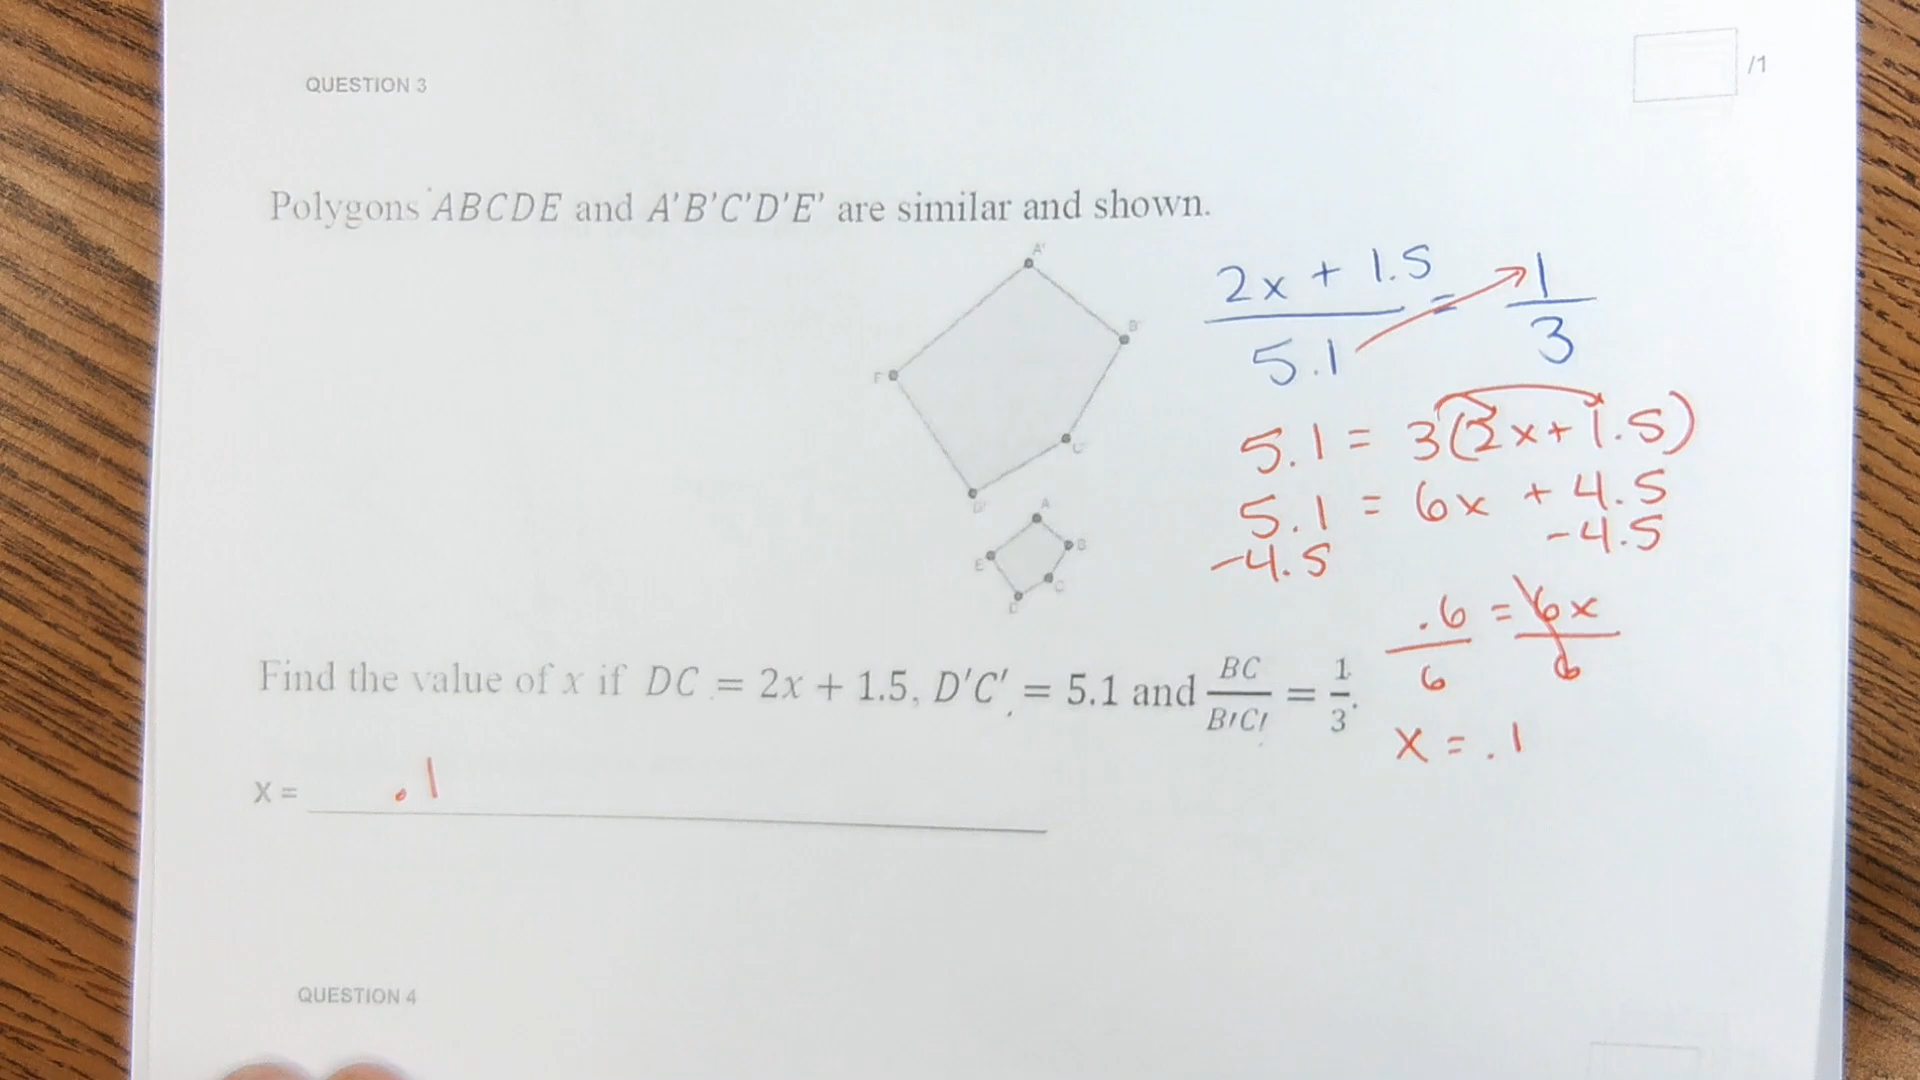 QUESTION 3
/1
Polygons ABCDE and A'B'C'D'E' are similar and shown.
A'
B'
F
C'
D'
A
B
E
C
D
2x + 1.5 / 5.1 = 1 / 3
5.1 = 3(2x + 1.5)
5.1 = 6x + 4.5
-4.5 -4.5
.6 = 6x
6 6
x = .1
Find the value of x if DC = 2x + 1.5, D'C' = 5.1 and BC / B'C' = 1 / 3.
X = .1
QUESTION 4